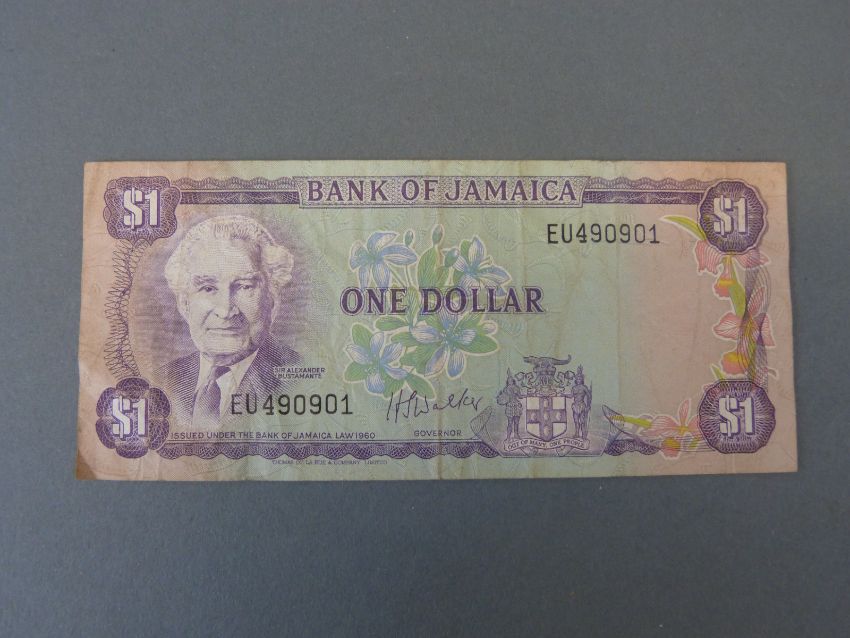 BANK OF JAMAICA
$1
$1
EU490901
ONE DOLLAR
SIR ALEXANDER
BUSTAMANTE
EU490901
HSWalker
$1
$1
ISSUED UNDER THE BANK OF JAMAICA LAW 1960
GOVERNOR
OUT OF MANY, ONE PEOPLE
THOMAS DE LA RUE & COMPANY LIMITED